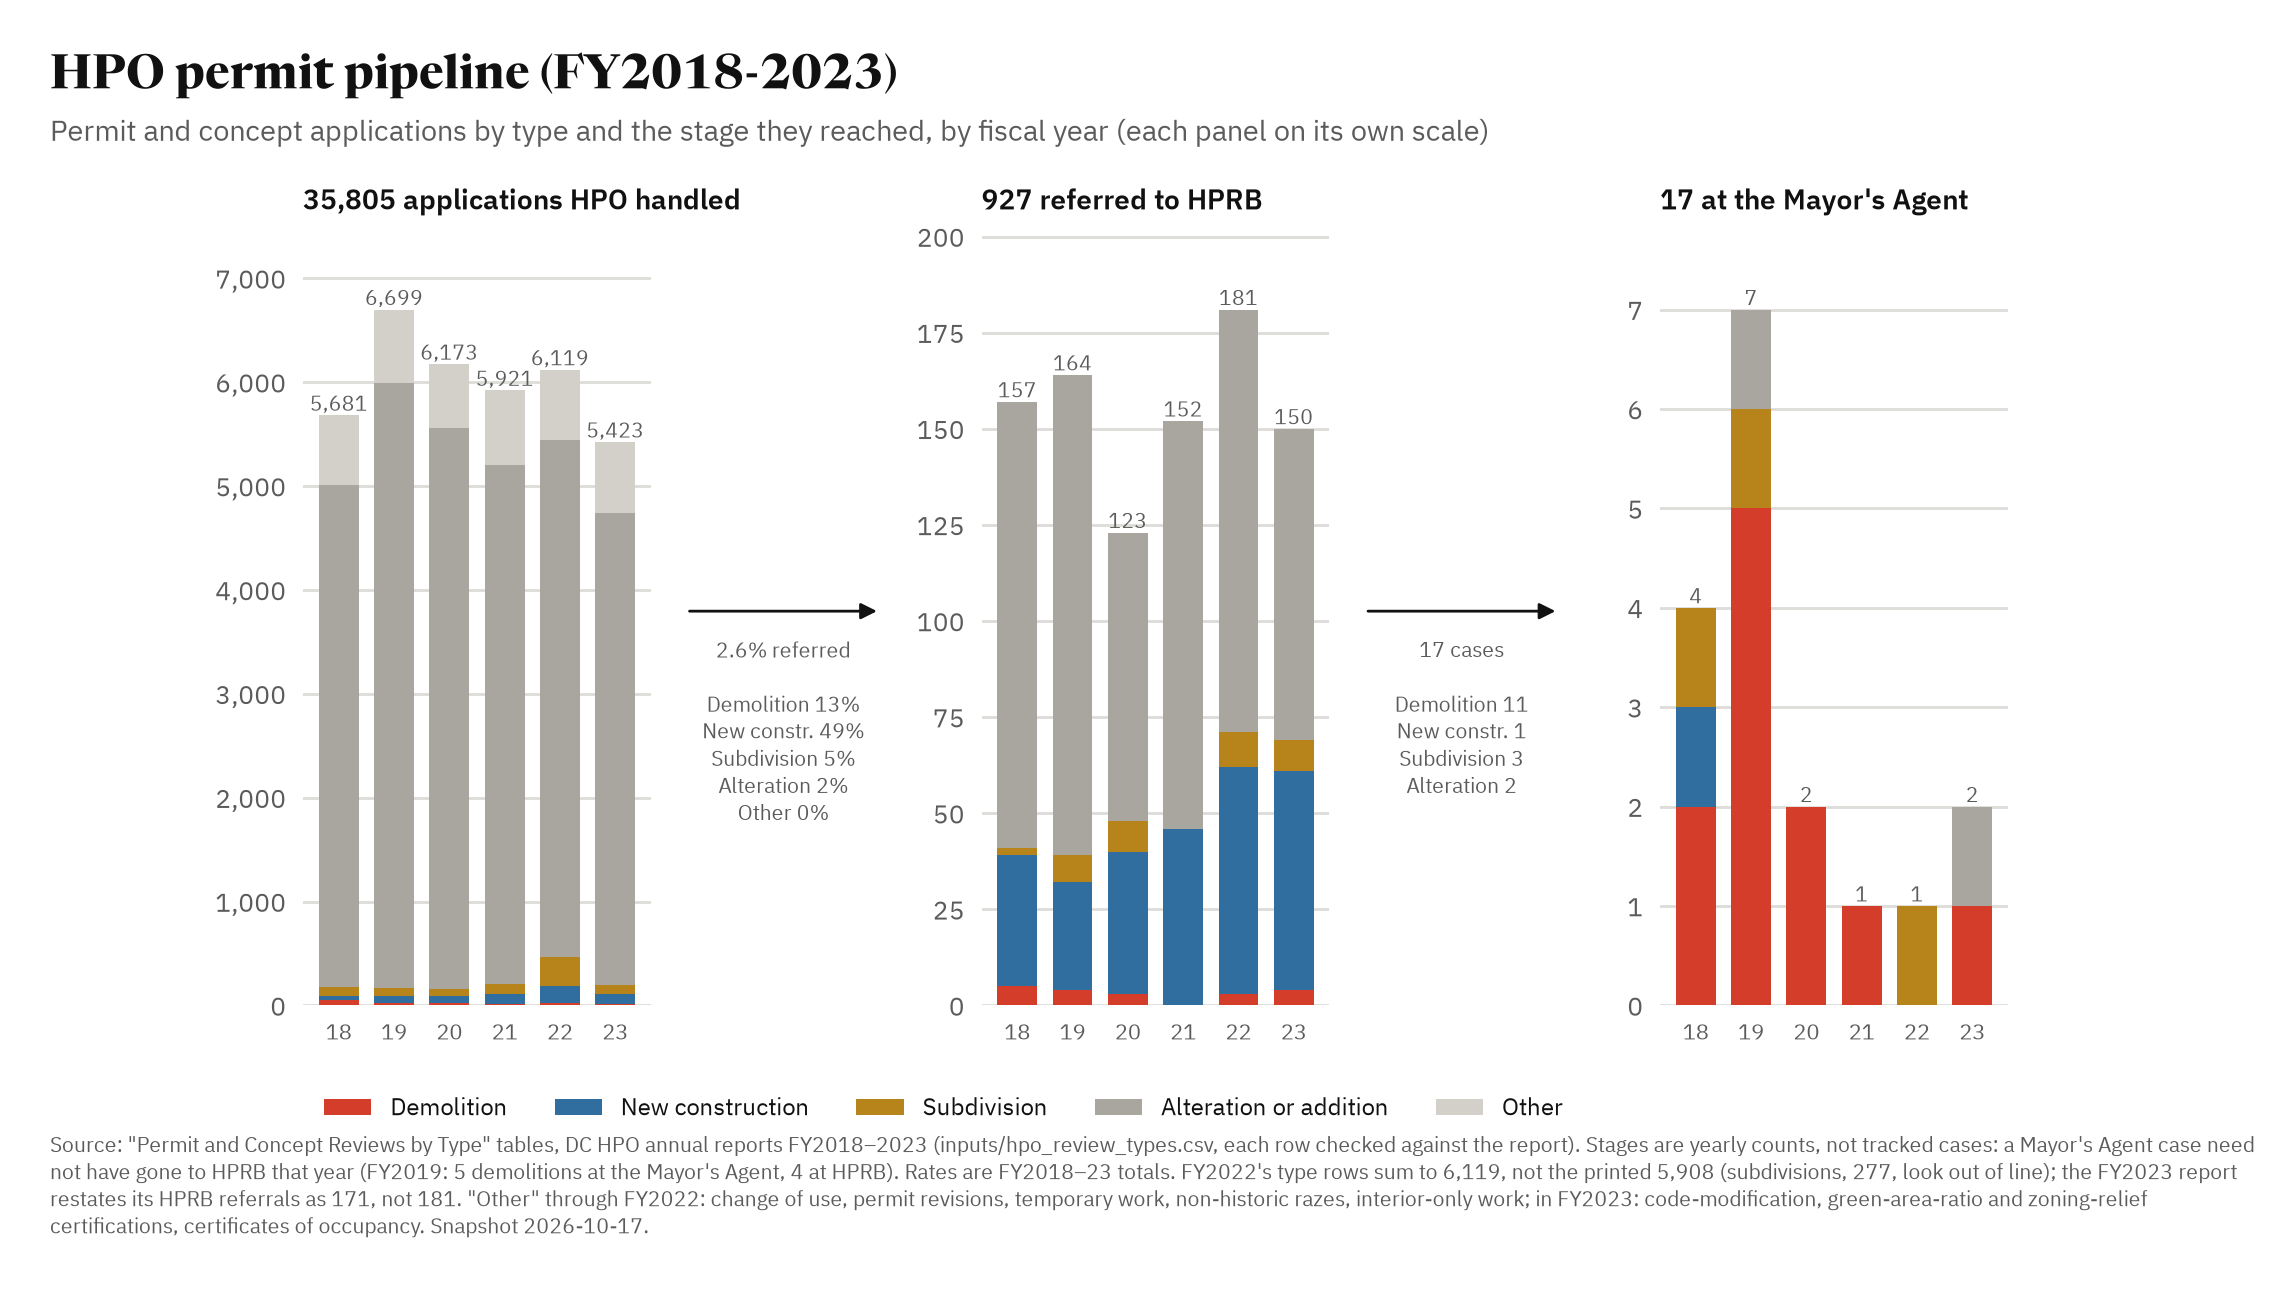 HPO permit pipeline (FY2018-2023)
Permit and concept applications by type and the stage they reached, by fiscal year (each panel on its own scale)
35,805 applications HPO handled
7,000
6,000
5,000
4,000
3,000
2,000
1,000
0
5,681
6,699
6,173
5,921
6,119
5,423
18
19
20
21
22
23
2.6% referred
Demolition 13%
New constr. 49%
Subdivision 5%
Alteration 2%
Other 0%
927 referred to HPRB
200
175
150
125
100
75
50
25
0
157
164
123
152
181
150
18
19
20
21
22
23
17 cases
Demolition 11
New constr. 1
Subdivision 3
Alteration 2
17 at the Mayor's Agent
7
6
5
4
3
2
1
0
4
7
2
1
1
2
18
19
20
21
22
23
Demolition
New construction
Subdivision
Alteration or addition
Other
Source: "Permit and Concept Reviews by Type" tables, DC HPO annual reports FY2018–2023 (inputs/hpo_review_types.csv, each row checked against the report). Stages are yearly counts, not tracked cases: a Mayor's Agent case need
not have gone to HPRB that year (FY2019: 5 demolitions at the Mayor's Agent, 4 at HPRB). Rates are FY2018–23 totals. FY2022's type rows sum to 6,119, not the printed 5,908 (subdivisions, 277, look out of line); the FY2023 report
restates its HPRB referrals as 171, not 181. "Other" through FY2022: change of use, permit revisions, temporary work, non-historic razes, interior-only work; in FY2023: code-modification, green-area-ratio and zoning-relief
certifications, certificates of occupancy. Snapshot 2026-10-17.